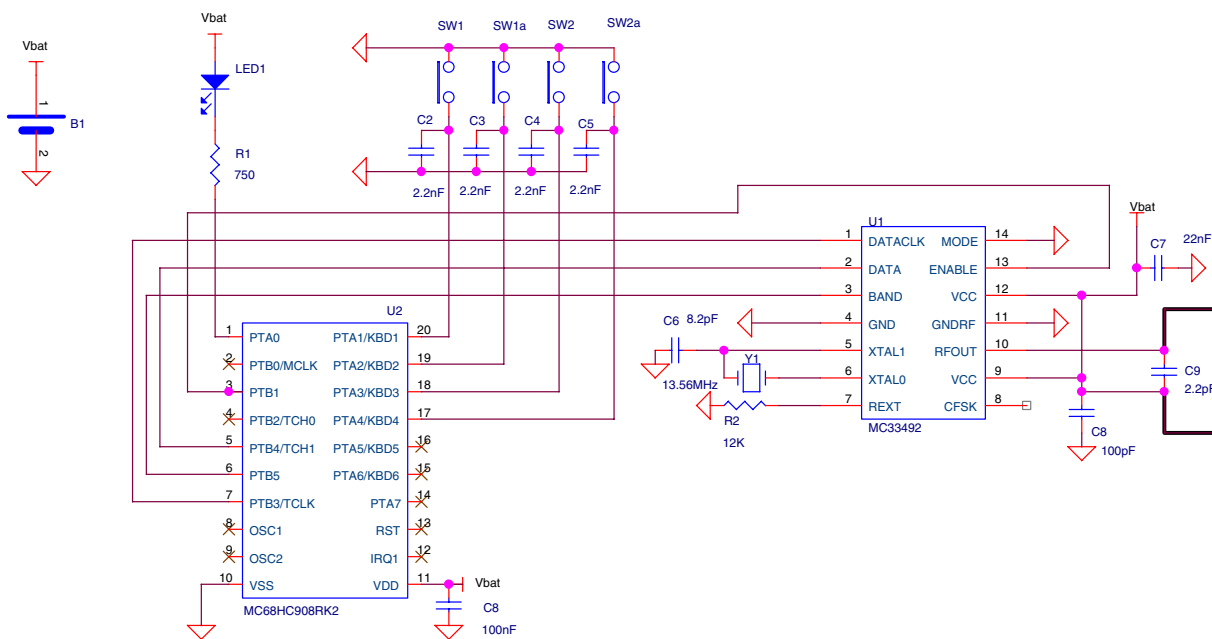 Vbat
1
B1
2
Vbat
LED1
R1
750
SW1
SW1a
SW2
SW2a
C2
C3
C4
C5
2.2nF
2.2nF
2.2nF
2.2nF
U2
1 PTA0 PTA1/KBD1 20
2 PTB0/MCLK PTA2/KBD2 19
3 PTB1 PTA3/KBD3 18
4 PTB2/TCH0 PTA4/KBD4 17
5 PTB4/TCH1 PTA5/KBD5 16
6 PTB5 PTA6/KBD6 15
7 PTB3/TCLK PTA7 14
8 OSC1 RST 13
9 OSC2 IRQ1 12
10 VSS VDD 11
MC68HC908RK2
Vbat
C8
100nF
U1
1 DATACLK MODE 14
2 DATA ENABLE 13
3 BAND VCC 12
4 GND GNDRF 11
5 XTAL1 RFOUT 10
6 XTAL0 VCC 9
7 REXT CFSK 8
MC33492
C6 8.2pF
Y1
13.56MHz
R2
12K
Vbat
C7
22nF
C9
2.2pF
C8
100pF